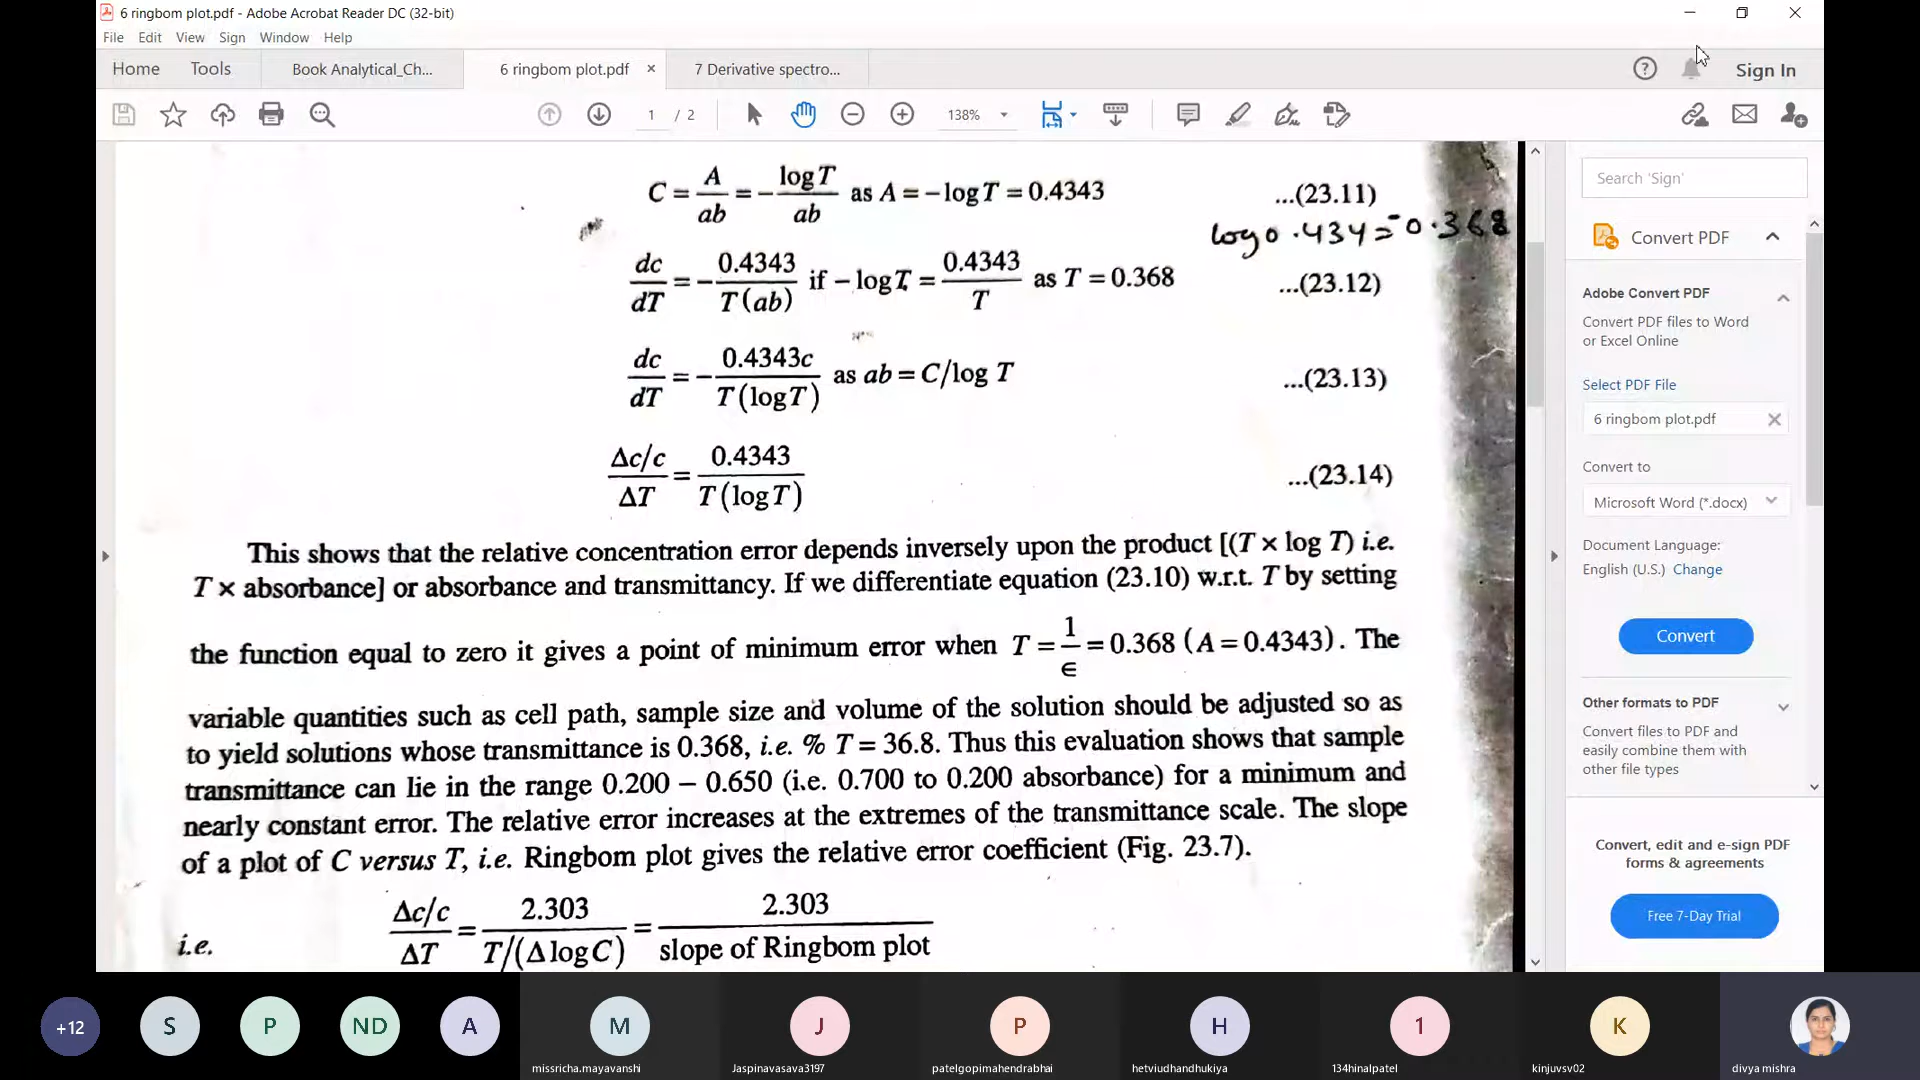 6 ringbom plot.pdf - Adobe Acrobat Reader DC (32-bit)
File Edit View Sign Window Help
Home Tools Book Analytical_Ch... 6 ringbom plot.pdf × 7 Derivative spectro... Sign In
1 / 2 138%
C = A/ab = - log T/ab as A = - log T = 0.4343 ...(23.11)
log 0.434 = -0.368
dc/dT = - 0.4343/T(ab) if - log T = 0.4343/T as T = 0.368 ...(23.12)
dc/dT = - 0.4343c/T(log T) as ab = C/log T ...(23.13)
Δc/c/ΔT = 0.4343/T(log T) ...(23.14)
This shows that the relative concentration error depends inversely upon the product [(T × log T) i.e.
T × absorbance] or absorbance and transmittancy. If we differentiate equation (23.10) w.r.t. T by setting
the function equal to zero it gives a point of minimum error when T = 1/∈ = 0.368 (A = 0.4343). The
variable quantities such as cell path, sample size and volume of the solution should be adjusted so as
to yield solutions whose transmittance is 0.368, i.e. % T = 36.8. Thus this evaluation shows that sample
transmittance can lie in the range 0.200 – 0.650 (i.e. 0.700 to 0.200 absorbance) for a minimum and
nearly constant error. The relative error increases at the extremes of the transmittance scale. The slope
of a plot of C versus T, i.e. Ringbom plot gives the relative error coefficient (Fig. 23.7).
i.e. Δc/c/ΔT = 2.303/T/(Δ log C) = 2.303/slope of Ringbom plot
Search 'Sign'
Convert PDF
Adobe Convert PDF
Convert PDF files to Word
or Excel Online
Select PDF File
6 ringbom plot.pdf
Convert to
Microsoft Word (*.docx)
Document Language:
English (U.S.) Change
Convert
Other formats to PDF
Convert files to PDF and
easily combine them with
other file types
Convert, edit and e-sign PDF
forms & agreements
Free 7-Day Trial
+12 S P ND A M J P H 1 K
missricha.mayavanshi Jaspinavasava3197 patelgopimahendrabhai hetviudhandhukiya 134hinalpatel kinjuvsv02 divya mishra